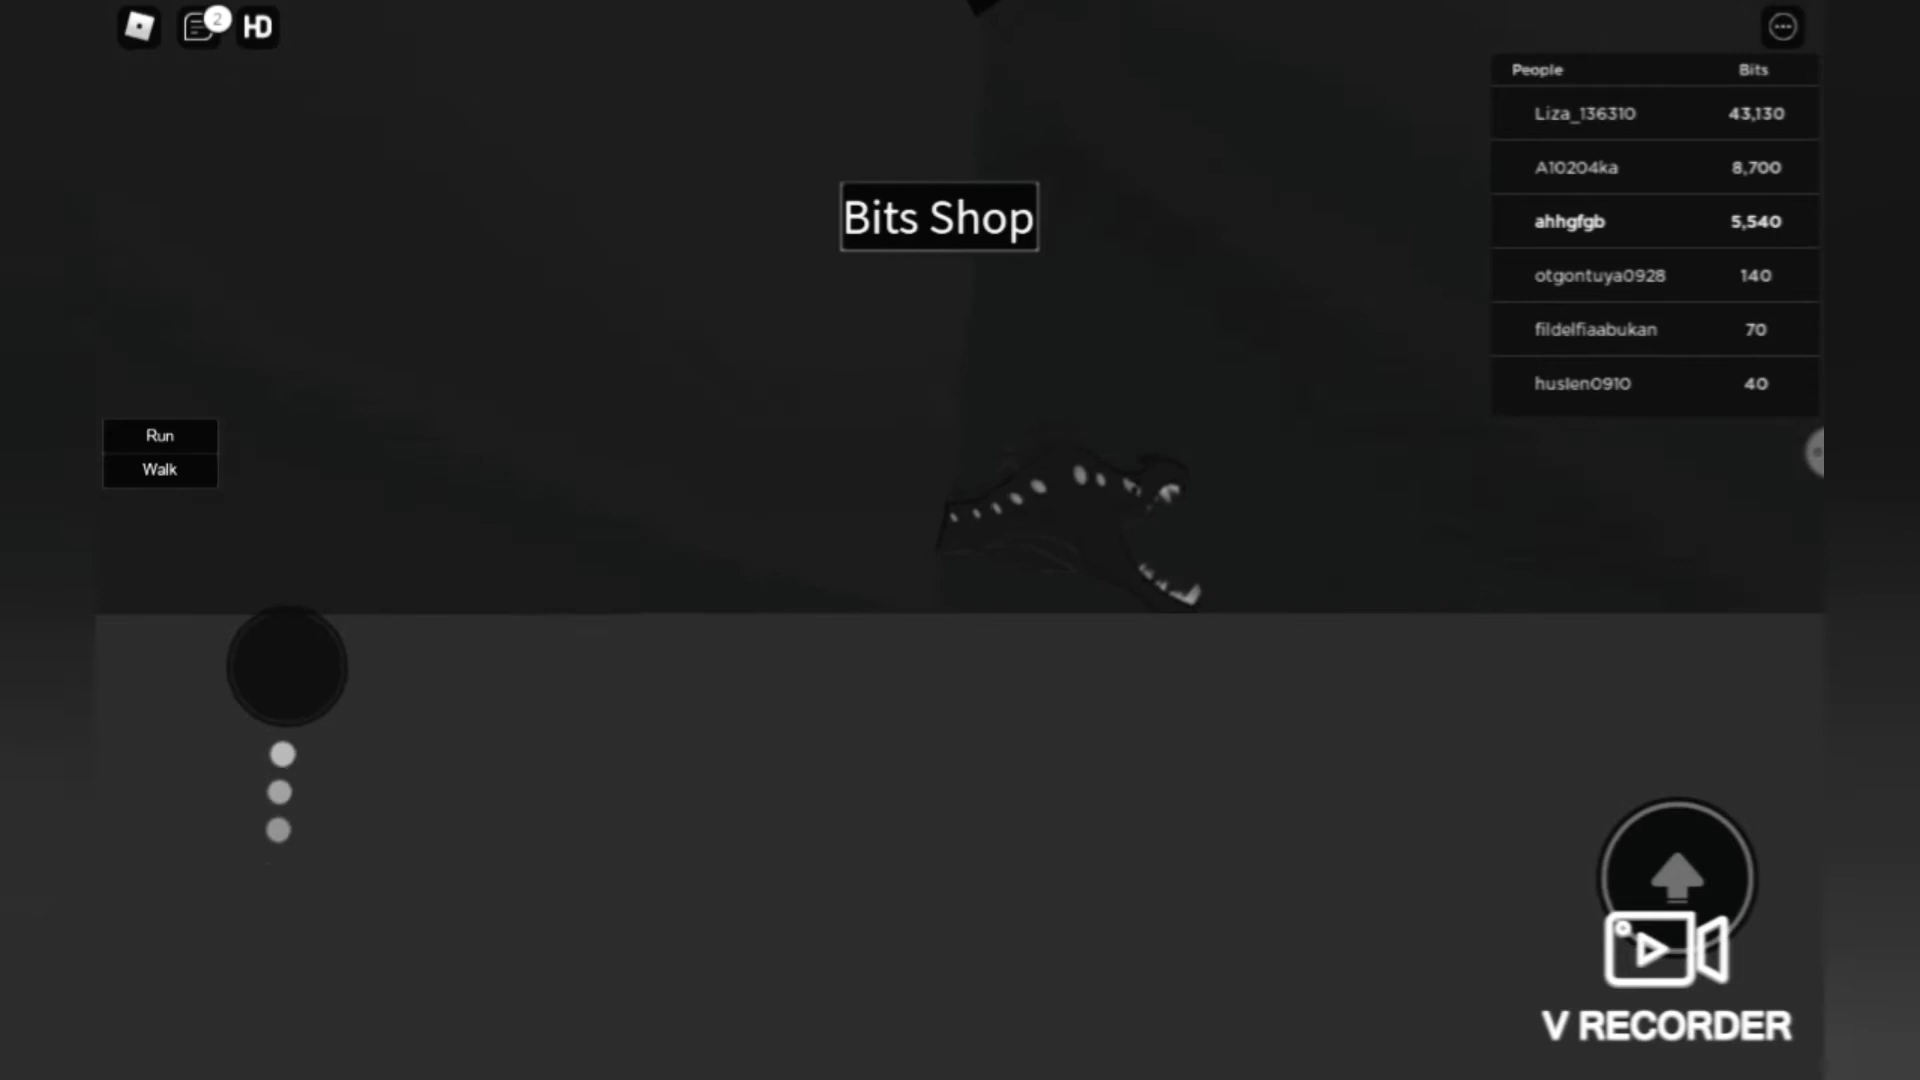 2
HD
People Bits
Liza_136310 43,130
A10204ka 8,700
ahhgfgb 5,540
otgontuya0928 140
fildelfiaabukan 70
huslen0910 40
Bits Shop
Run
Walk
V RECORDER